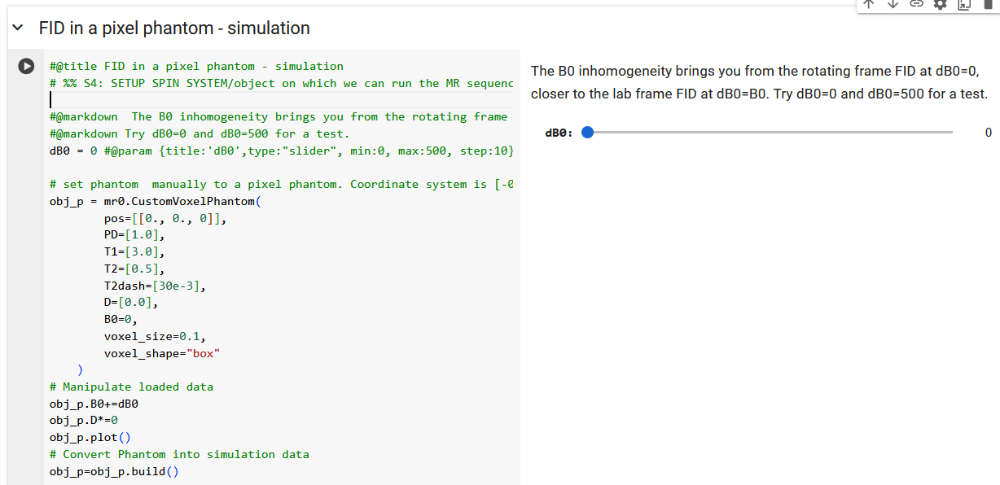 FID in a pixel phantom - simulation
#@title FID in a pixel phantom - simulation
# %% S4: SETUP SPIN SYSTEM/object on which we can run the MR sequenc
#@markdown  The B0 inhomogeneity brings you from the rotating frame
#@markdown Try dB0=0 and dB0=500 for a test.
dB0 = 0 #@param {title:'dB0',type:"slider", min:0, max:500, step:10}
# set phantom  manually to a pixel phantom. Coordinate system is [-0
obj_p = mr0.CustomVoxelPhantom(
        pos=[[0., 0., 0]],
        PD=[1.0],
        T1=[3.0],
        T2=[0.5],
        T2dash=[30e-3],
        D=[0.0],
        B0=0,
        voxel_size=0.1,
        voxel_shape="box"
    )
# Manipulate loaded data
obj_p.B0+=dB0
obj_p.D*=0
obj_p.plot()
# Convert Phantom into simulation data
obj_p=obj_p.build()
The B0 inhomogeneity brings you from the rotating frame FID at dB0=0,
closer to the lab frame FID at dB0=B0. Try dB0=0 and dB0=500 for a test.
dB0: 0